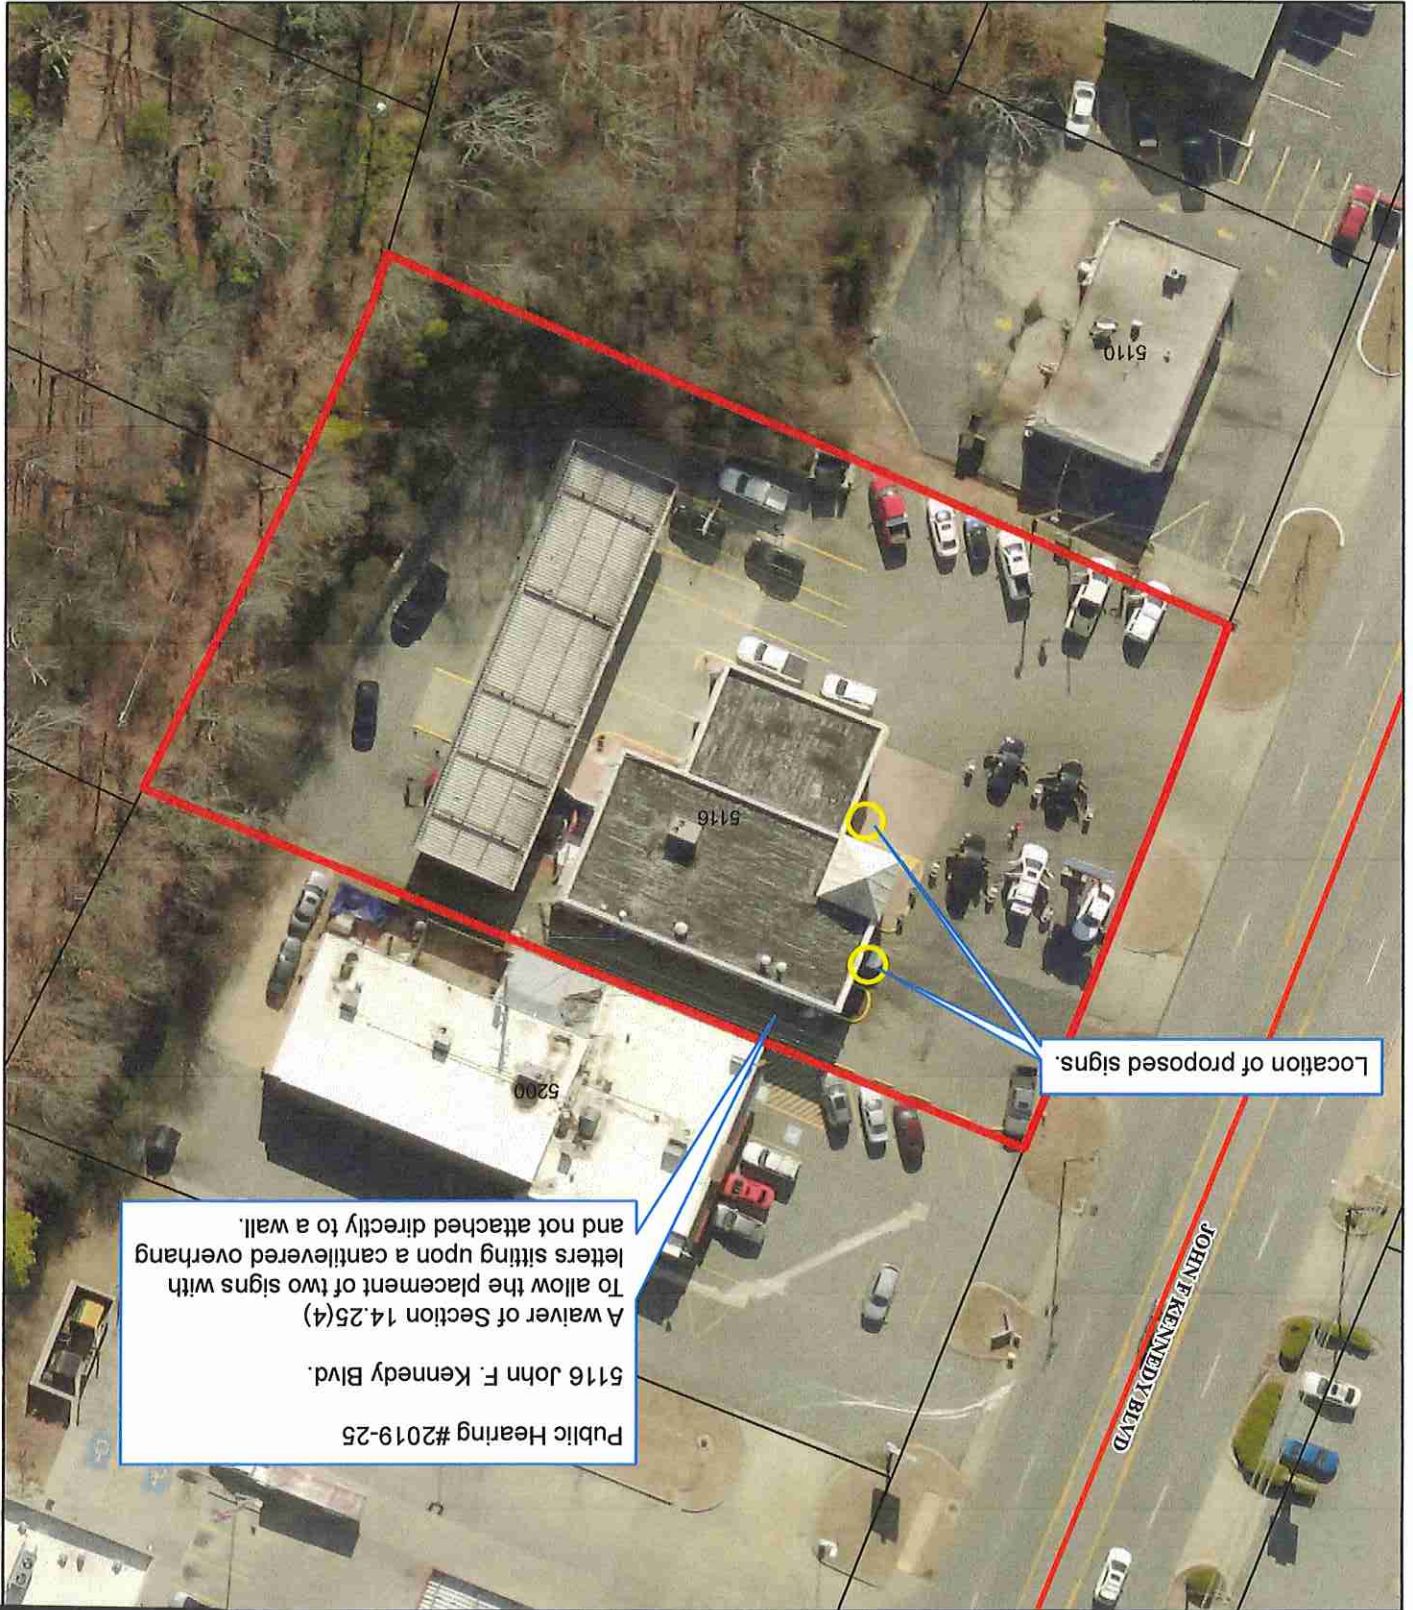 Public Hearing #2019-25
5116 John F. Kennedy Blvd.
A waiver of Section 14.25(4)
To allow the placement of two signs with
letters sitting upon a cantilevered overhang
and not attached directly to a wall.
JOHN F KENNEDY BLVD
5200
Location of proposed signs.
5116
5110